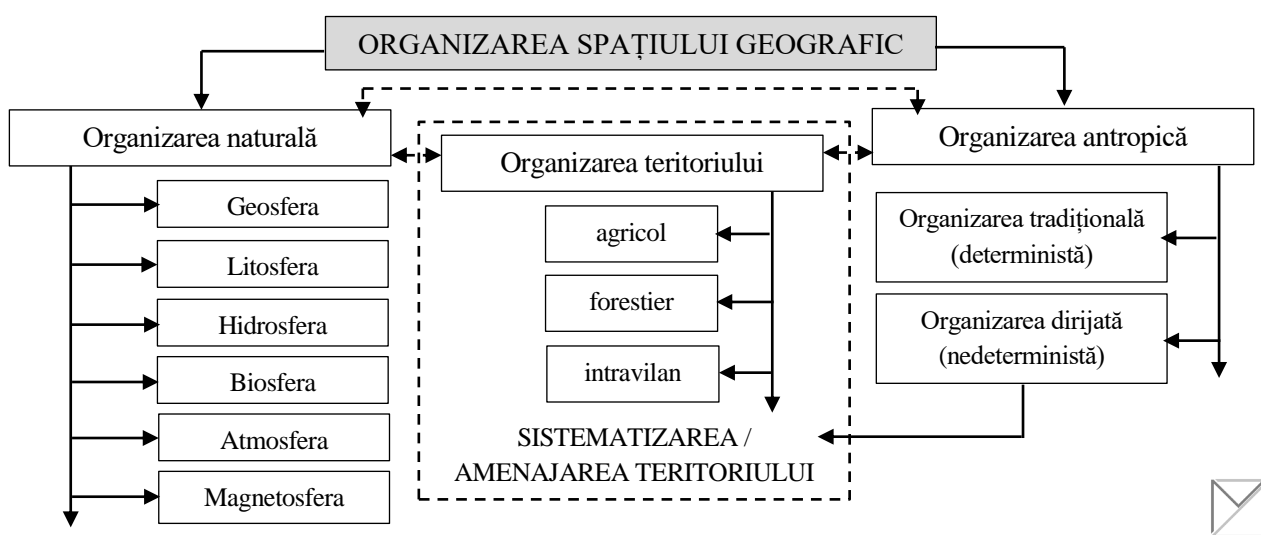 ORGANIZAREA SPAȚIULUI GEOGRAFIC
Organizarea naturală
Geosfera
Litosfera
Hidrosfera
Biosfera
Atmosfera
Magnetosfera
Organizarea teritoriului
agricol
forestier
intravilan
SISTEMATIZAREA /
AMENAJAREA TERITORIULUI
Organizarea antropică
Organizarea tradițională
(deterministă)
Organizarea dirijată
(nedeterministă)